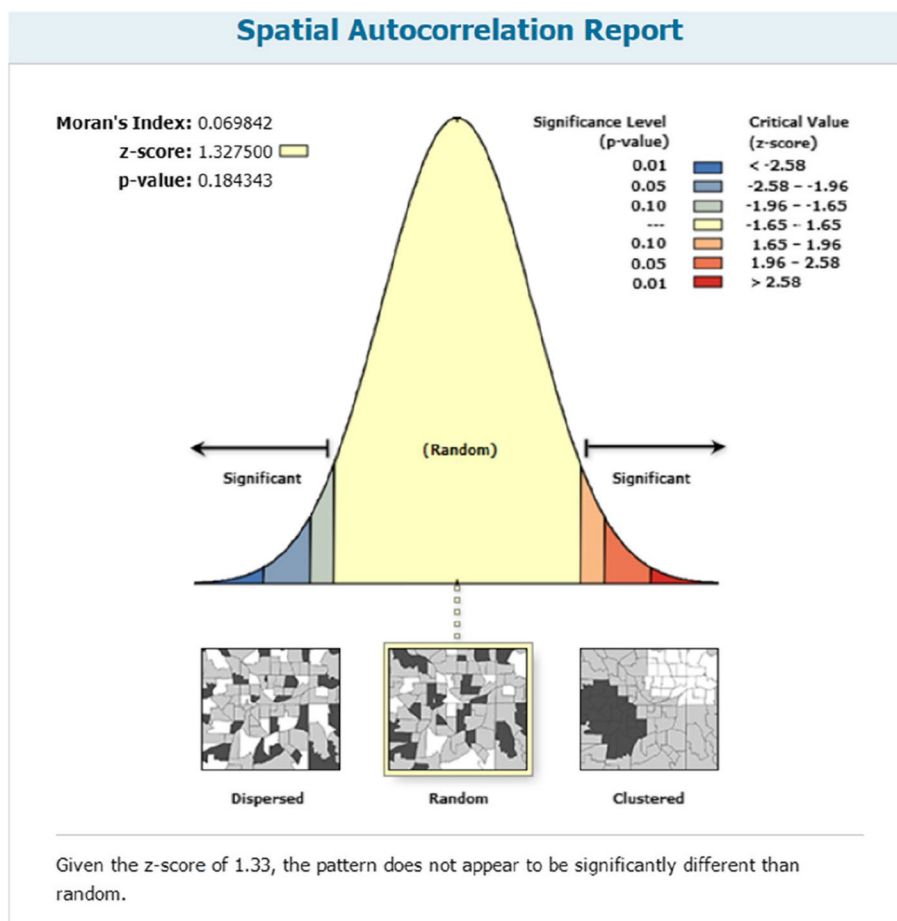 Spatial Autocorrelation Report
Moran's Index: 0.069842
z-score: 1.327500
p-value: 0.184343
Significance Level
(p-value)
Critical Value
(z-score)
0.01 < -2.58
0.05 -2.58 - -1.96
0.10 -1.96 - -1.65
--- -1.65 - 1.65
0.10 1.65 - 1.96
0.05 1.96 - 2.58
0.01 > 2.58
(Random)
Significant
Significant
Dispersed
Random
Clustered
Given the z-score of 1.33, the pattern does not appear to be significantly different than
random.